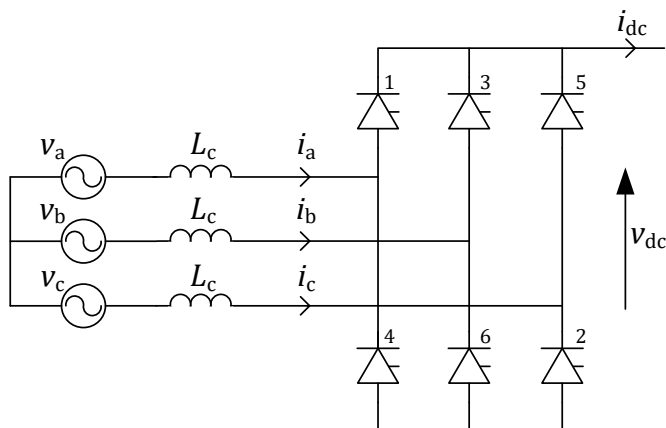 i_dc
1 3 5
v_a L_c i_a
v_b L_c i_b
v_dc
v_c L_c i_c
4 6 2